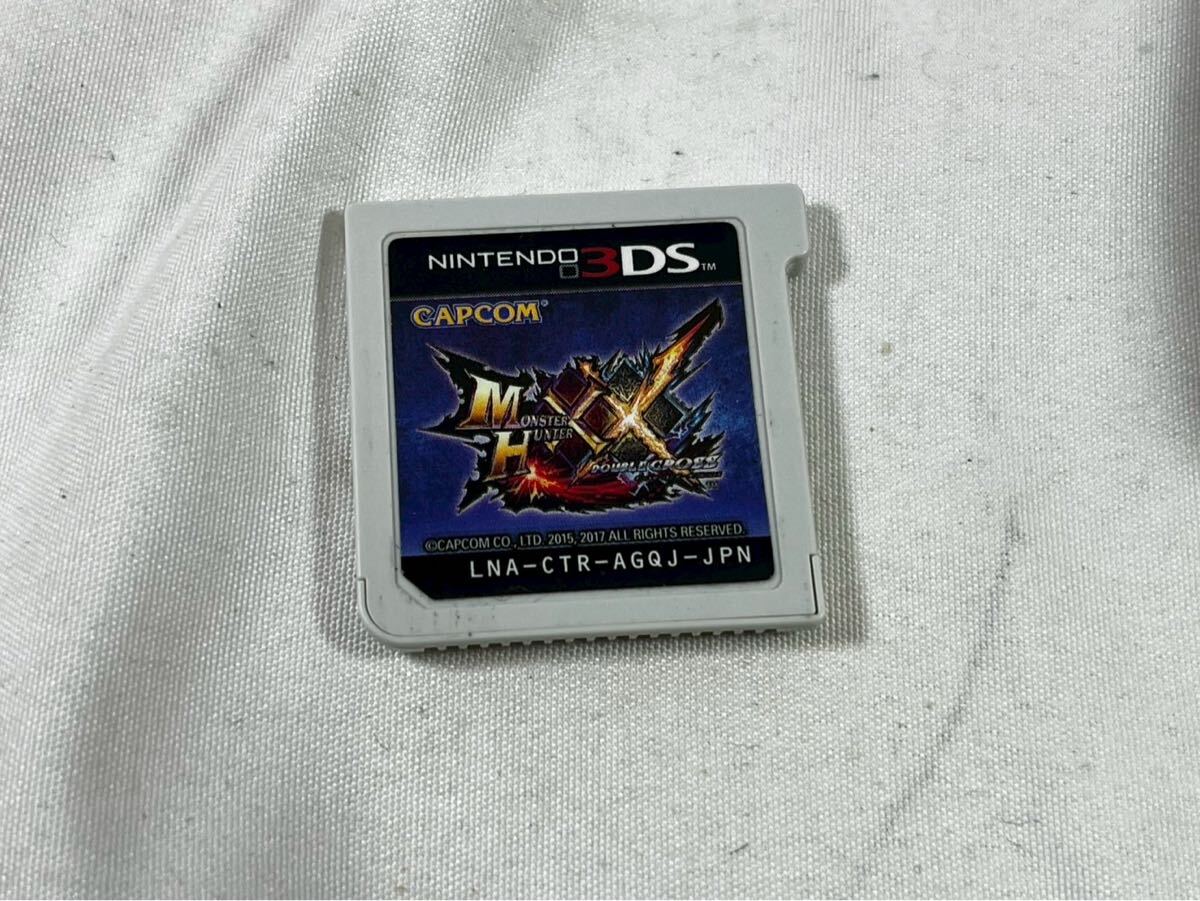 NINTENDO 3DS™
CAPCOM®
MONSTER
HUNTER XX
DOUBLE CROSS
©CAPCOM CO., LTD. 2015, 2017 ALL RIGHTS RESERVED.
LNA-CTR-AGQJ-JPN